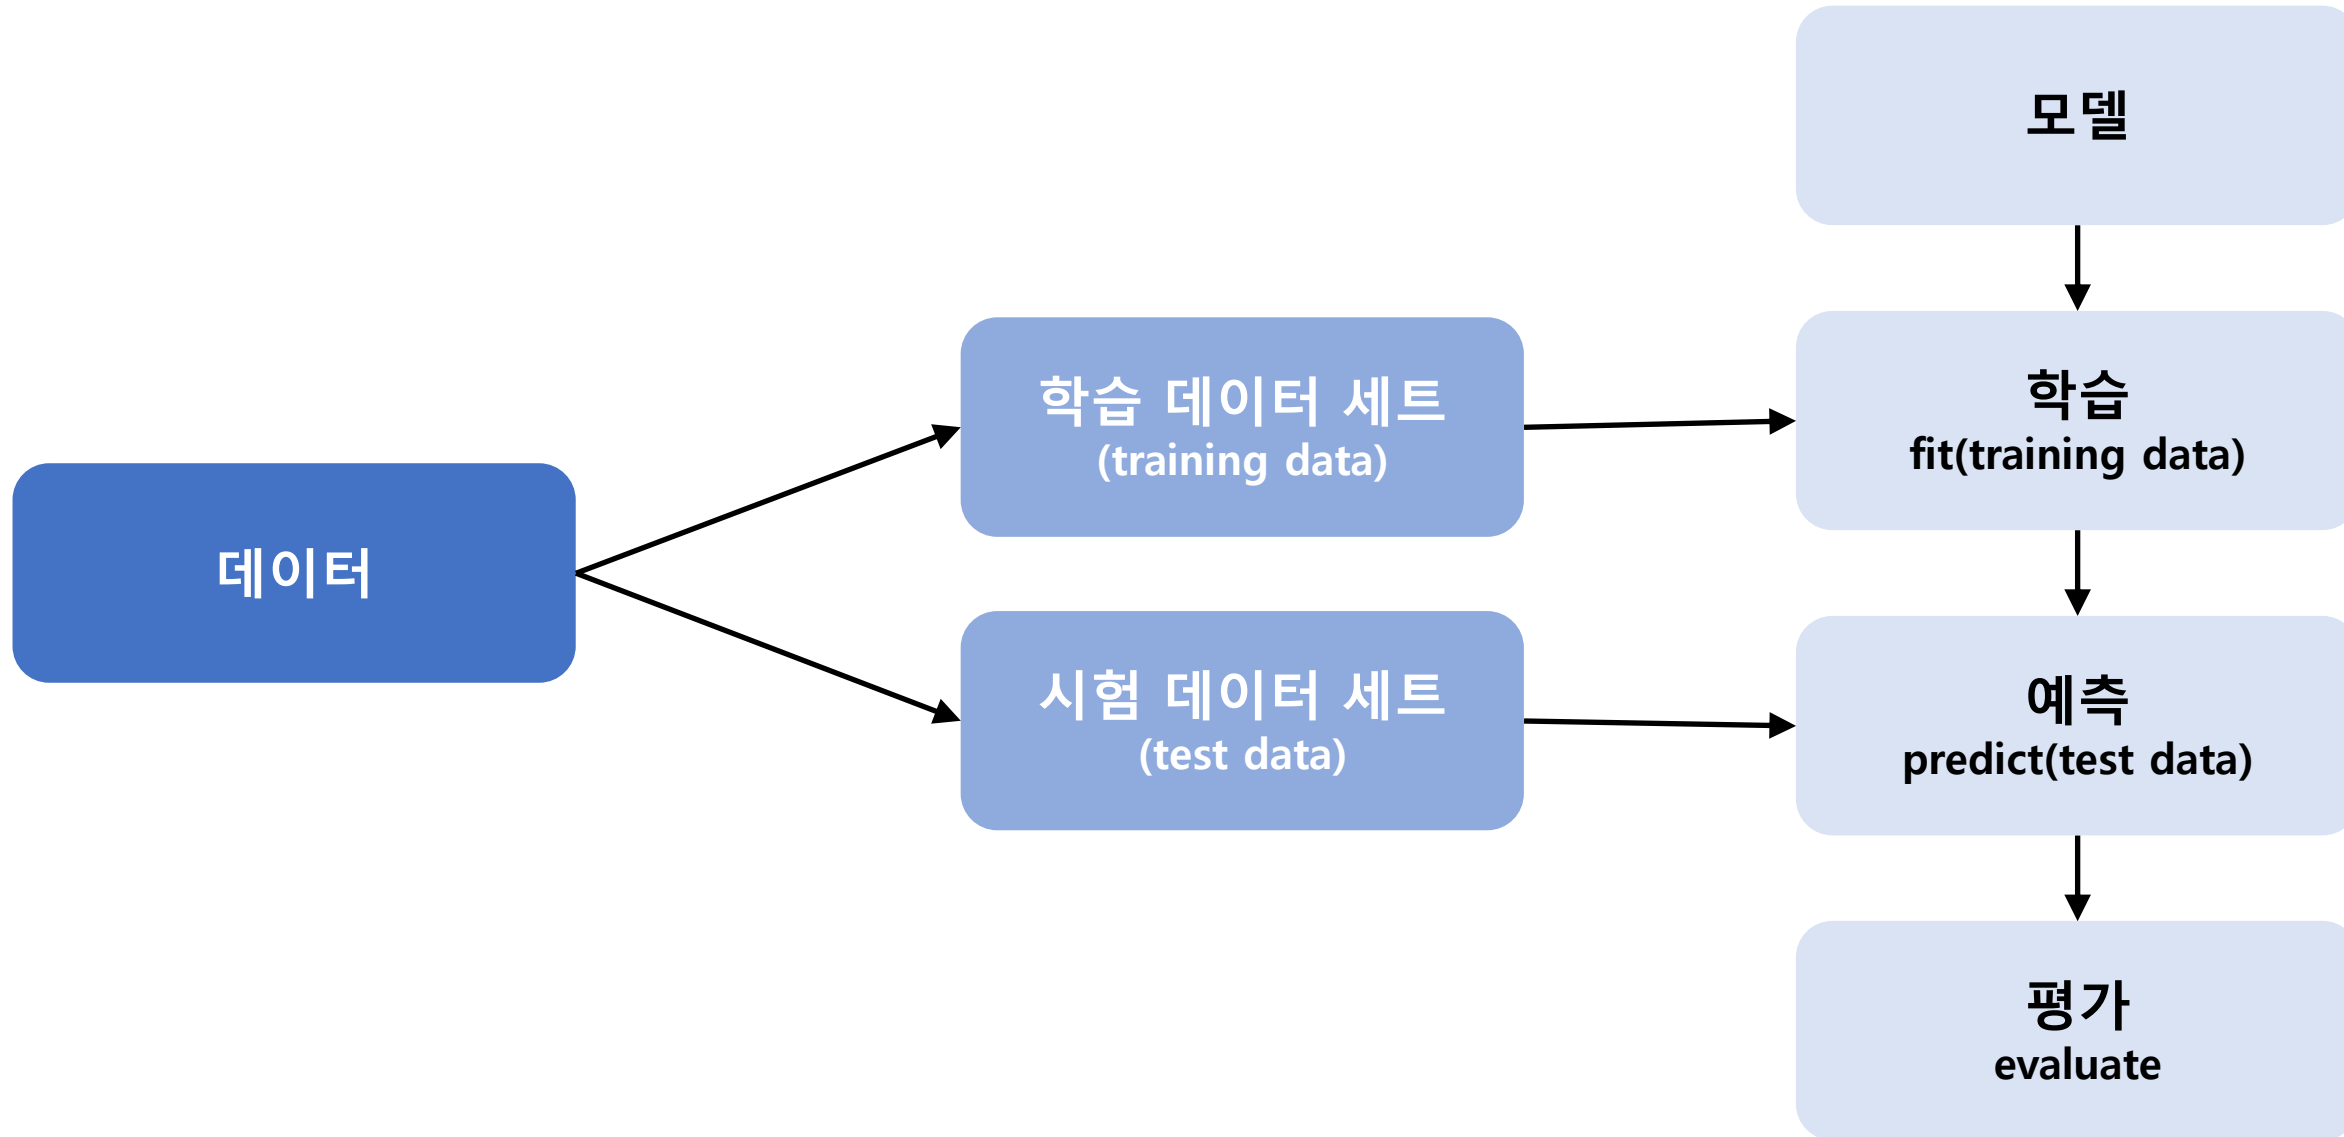 데이터
학습 데이터 세트
(training data)
시험 데이터 세트
(test data)
모델
학습
fit(training data)
예측
predict(test data)
평가
evaluate